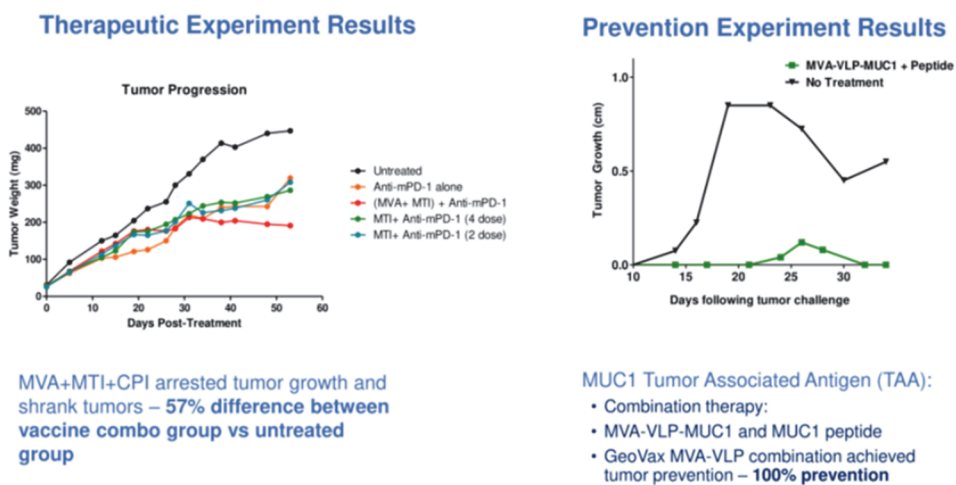 Therapeutic Experiment Results
Tumor Progression
500
400
300
200
100
0
Tumor Weight (mg)
0 10 20 30 40 50 60
Days Post-Treatment
Untreated
Anti-mPD-1 alone
(MVA+ MTI) + Anti-mPD-1
MTI+ Anti-mPD-1 (4 dose)
MTI+ Anti-mPD-1 (2 dose)
MVA+MTI+CPI arrested tumor growth and
shrank tumors – 57% difference between
vaccine combo group vs untreated
group
Prevention Experiment Results
MVA-VLP-MUC1 + Peptide
No Treatment
1.0
0.5
0.0
Tumor Growth (cm)
10 15 20 25 30
Days following tumor challenge
MUC1 Tumor Associated Antigen (TAA):
• Combination therapy:
• MVA-VLP-MUC1 and MUC1 peptide
• GeoVax MVA-VLP combination achieved
tumor prevention – 100% prevention